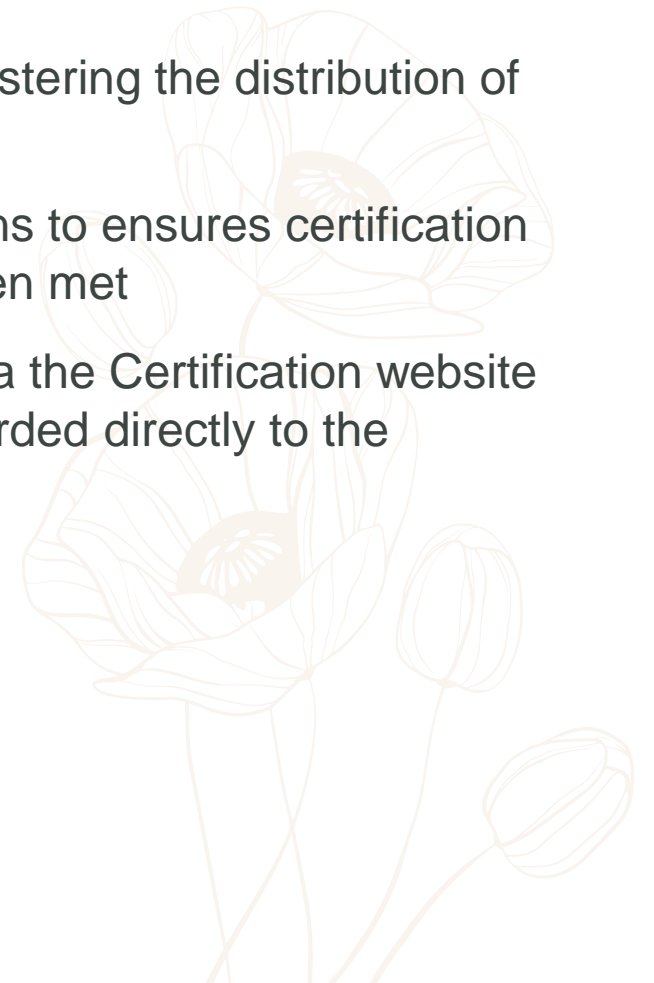 stering the distribution of
ns to ensures certification
en met
a the Certification website
rded directly to the